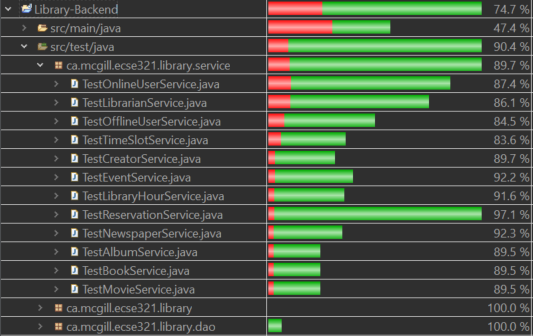 Library-Backend 74.7 %
src/main/java 47.4 %
src/test/java 90.4 %
ca.mcgill.ecse321.library.service 89.7 %
TestOnlineUserService.java 87.4 %
TestLibrarianService.java 86.1 %
TestOfflineUserService.java 84.5 %
TestTimeSlotService.java 83.6 %
TestCreatorService.java 89.7 %
TestEventService.java 92.2 %
TestLibraryHourService.java 91.6 %
TestReservationService.java 97.1 %
TestNewspaperService.java 92.3 %
TestAlbumService.java 89.5 %
TestBookService.java 89.5 %
TestMovieService.java 89.5 %
ca.mcgill.ecse321.library 100.0 %
ca.mcgill.ecse321.library.dao 100.0 %